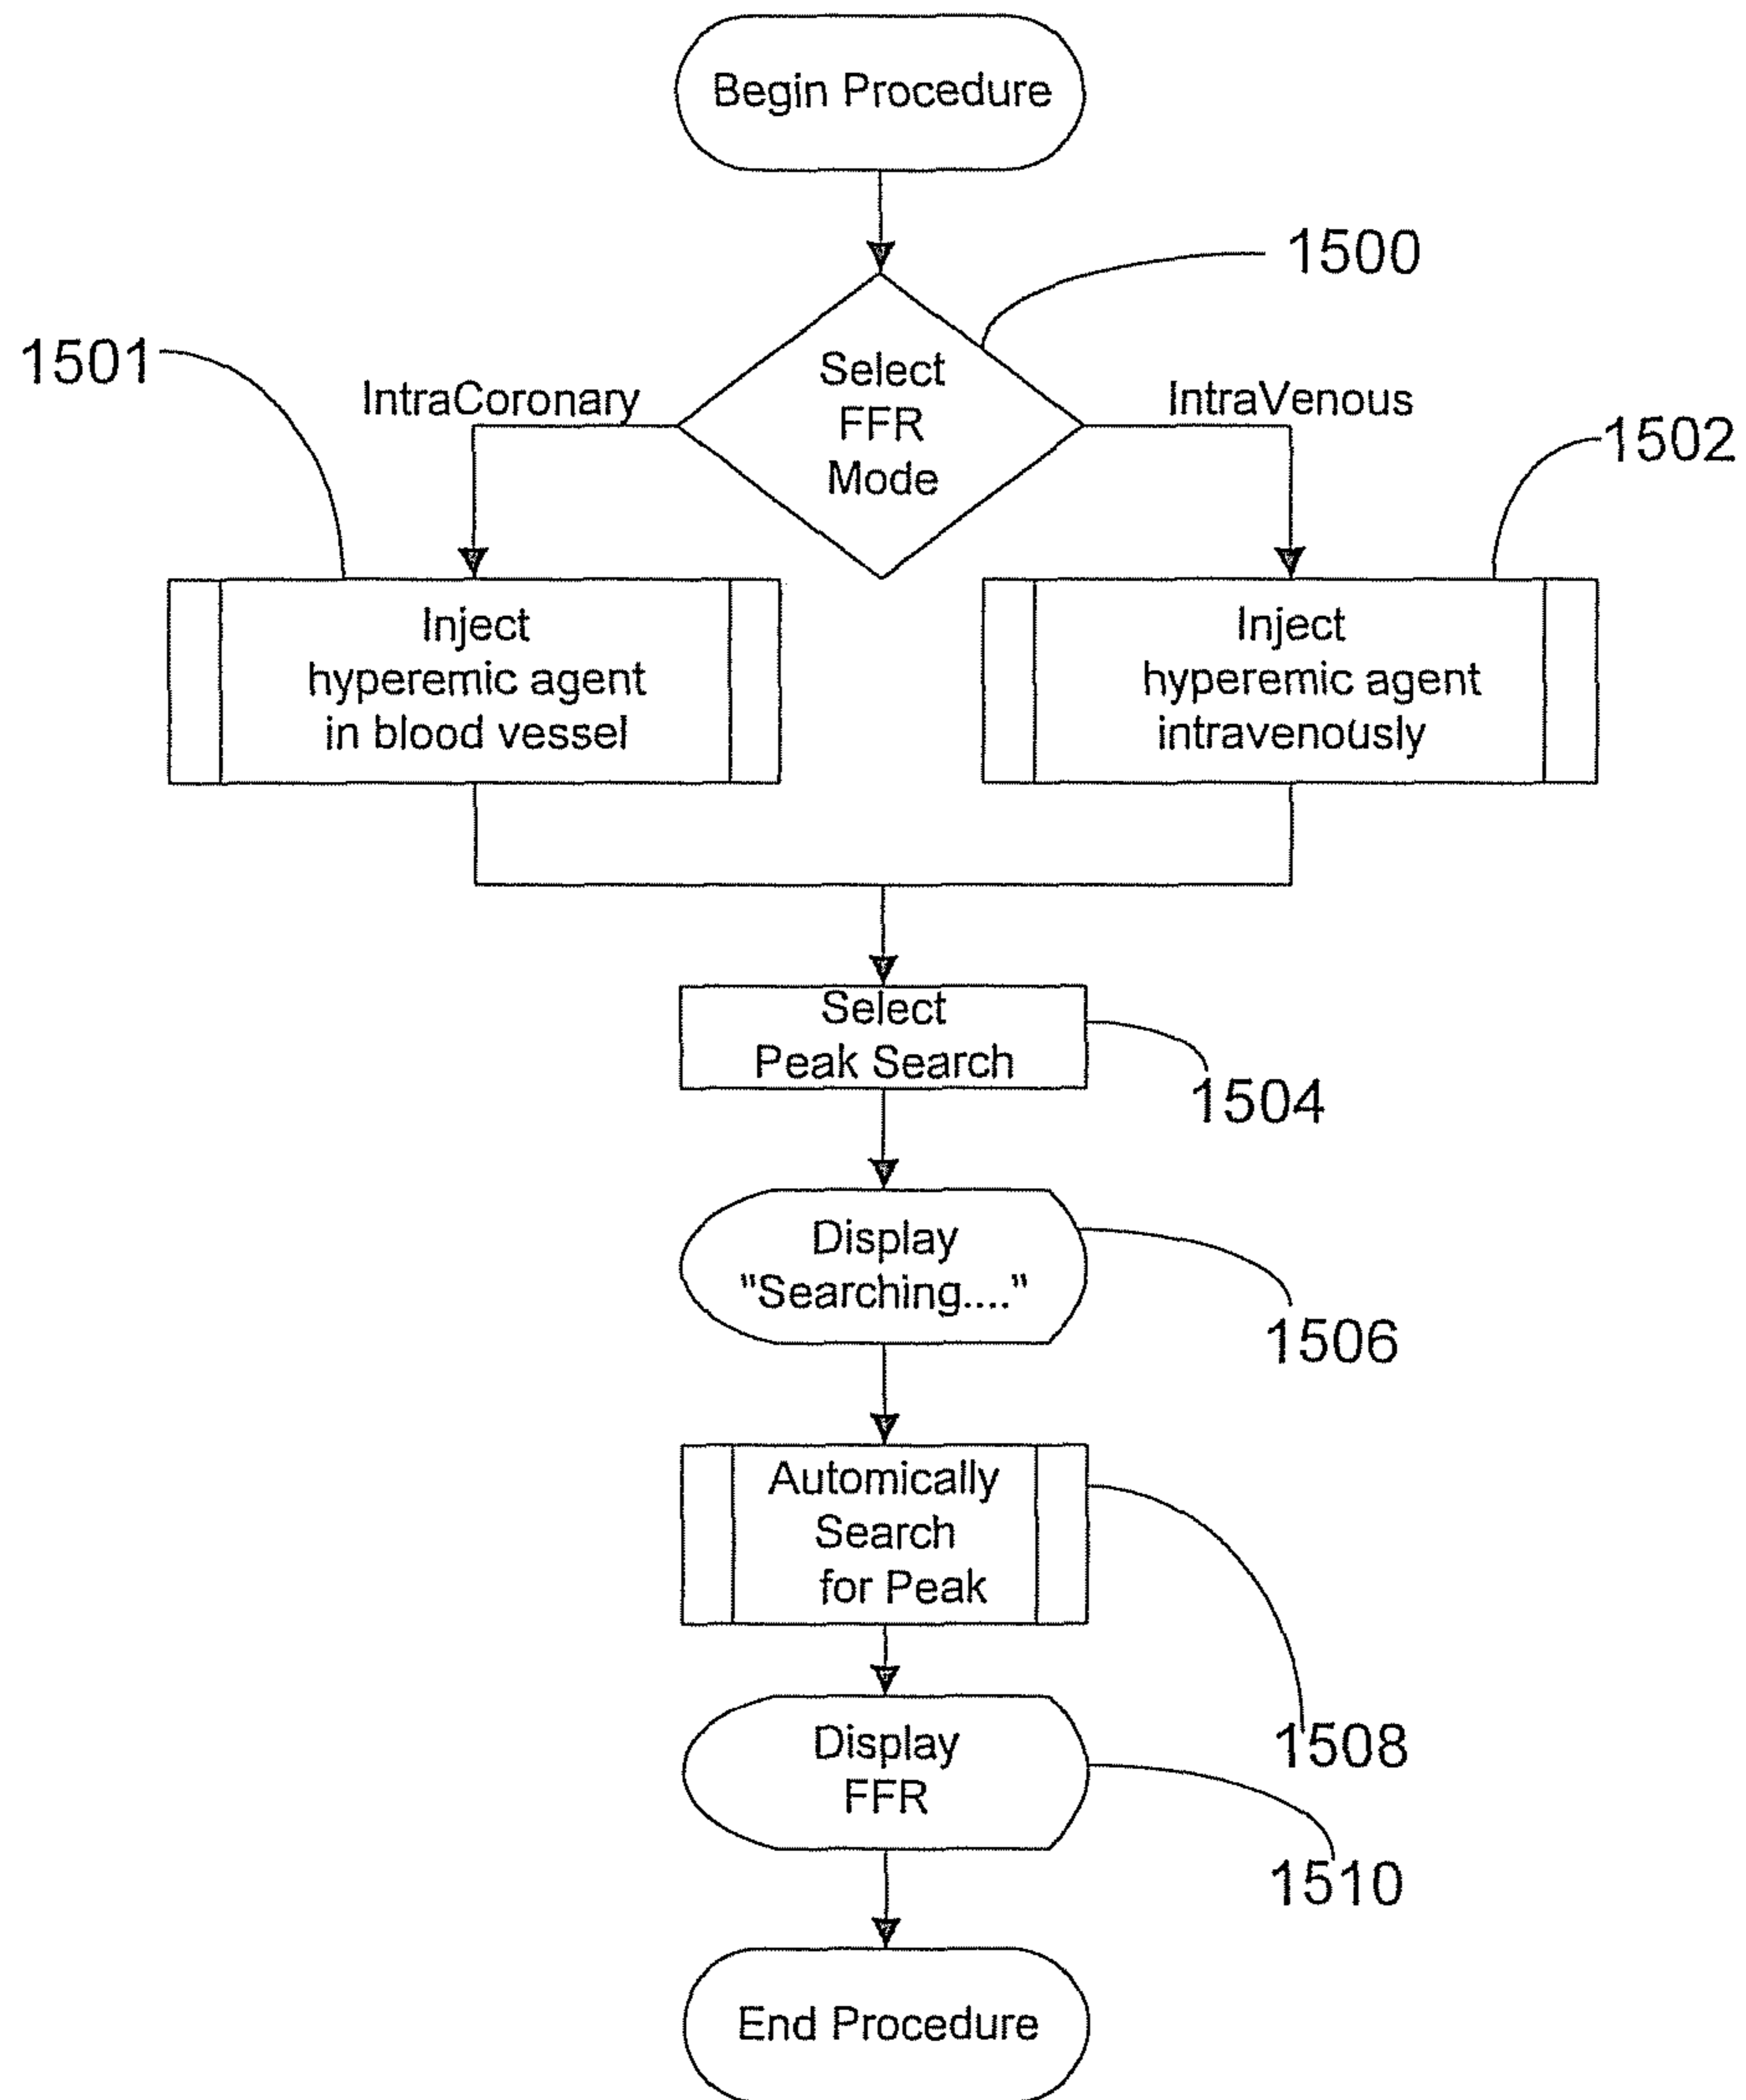 Begin Procedure
1500
1501
Select
FFR
Mode
IntraCoronary
IntraVenous
1502
Inject
hyperemic agent
in blood vessel
Inject
hyperemic agent
intravenously
Select
Peak Search
1504
Display
"Searching...."
1506
Automically
Search
for Peak
1508
Display
FFR
1510
End Procedure